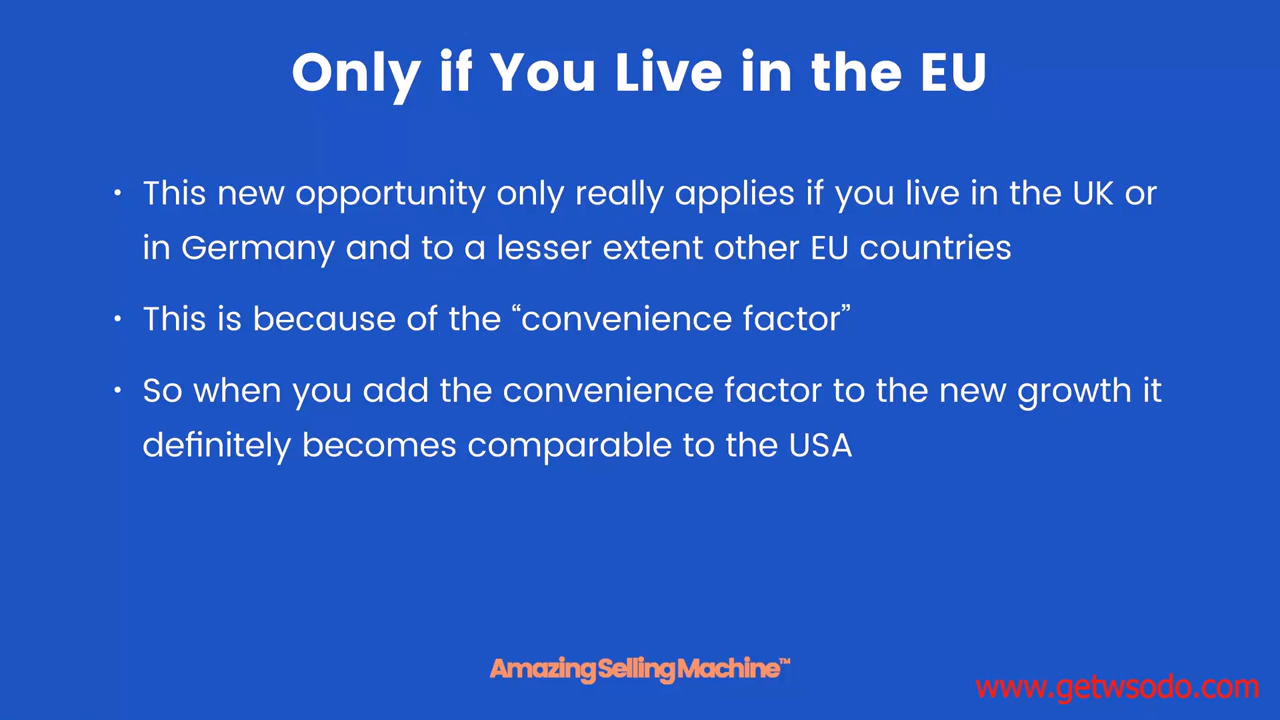 Only if You Live in the EU
• This new opportunity only really applies if you live in the UK or
in Germany and to a lesser extent other EU countries
• This is because of the “convenience factor”
• So when you add the convenience factor to the new growth it
definitely becomes comparable to the USA
Amazing Selling Machine™
www.getwsodo.com